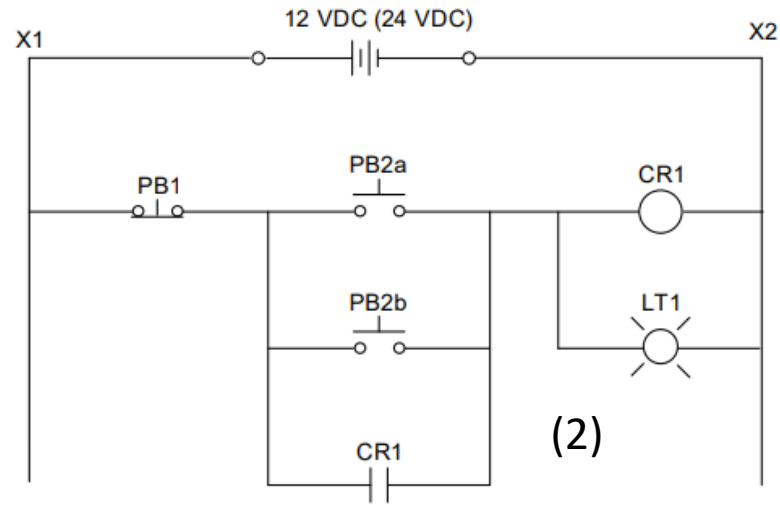 12 VDC (24 VDC)
X1
X2
PB2a
PB1
CR1
PB2b
LT1
(2)
CR1